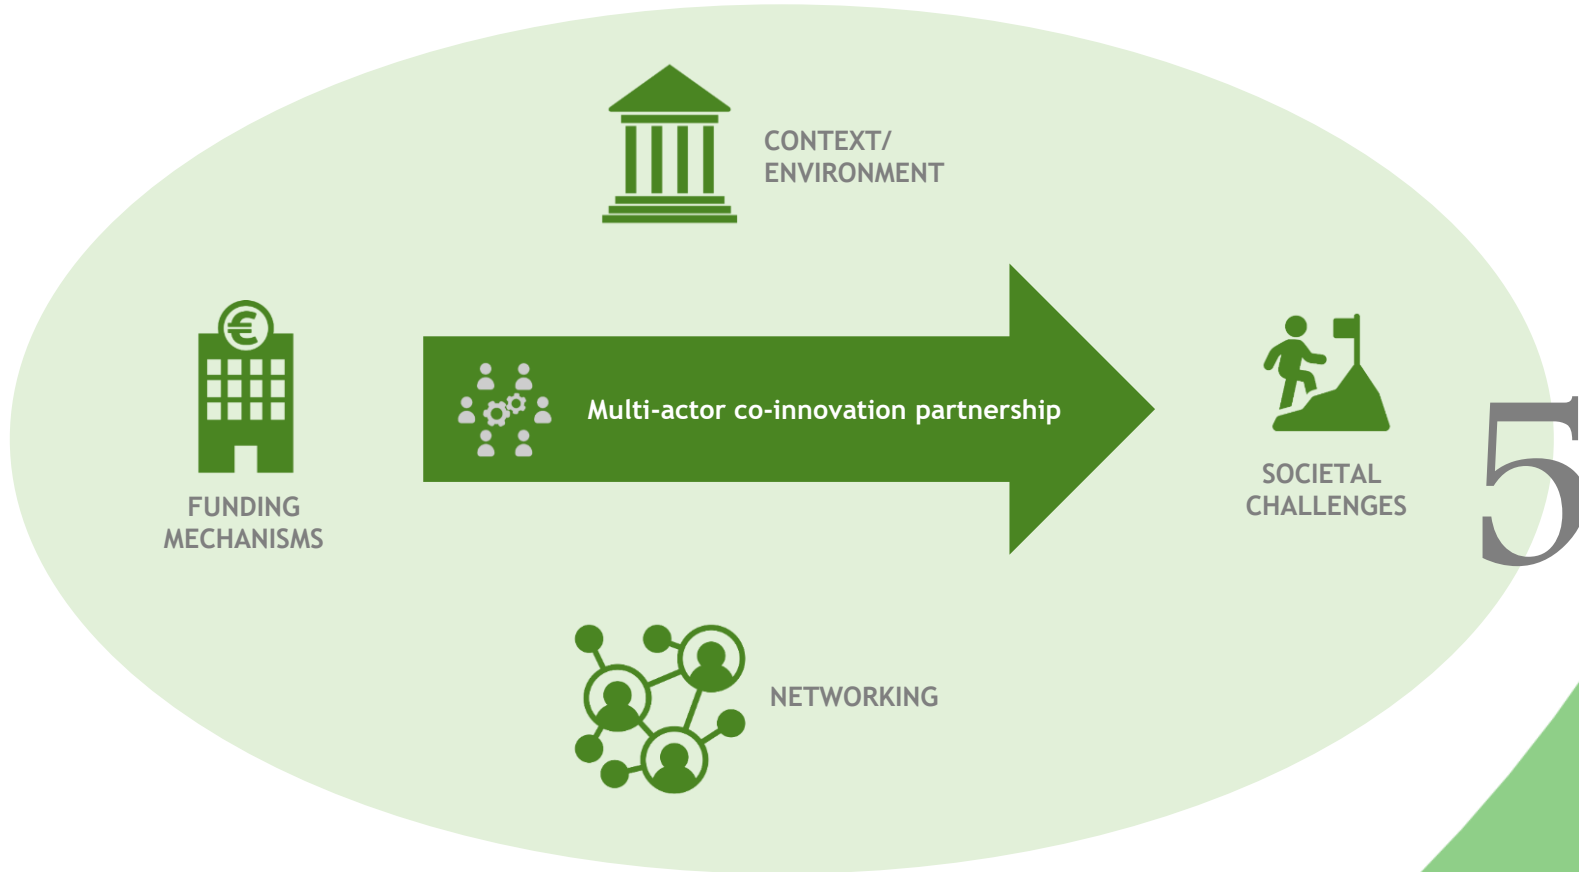 CONTEXT/
ENVIRONMENT
€
Multi-actor co-innovation partnership
FUNDING
MECHANISMS
SOCIETAL
CHALLENGES
5
NETWORKING